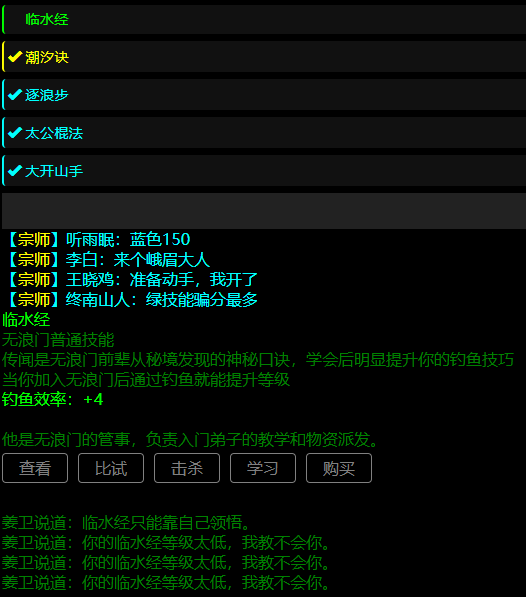 临水经
潮汐诀
逐浪步
太公棍法
大开山手
【宗师】听雨眠：蓝色150
【宗师】李白：来个峨眉大人
【宗师】王晓鸡：准备动手，我开了
【宗师】终南山人：绿技能骗分最多
临水经
无浪门普通技能
传闻是无浪门前辈从秘境发现的神秘口诀，学会后明显提升你的钓鱼技巧
当你加入无浪门后通过钓鱼就能提升等级
钓鱼效率：+4
他是无浪门的管事，负责入门弟子的教学和物资派发。
查看 比试 击杀 学习 购买
姜卫说道：临水经只能靠自己领悟。
姜卫说道：你的临水经等级太低，我教不会你。
姜卫说道：你的临水经等级太低，我教不会你。
姜卫说道：你的临水经等级太低，我教不会你。